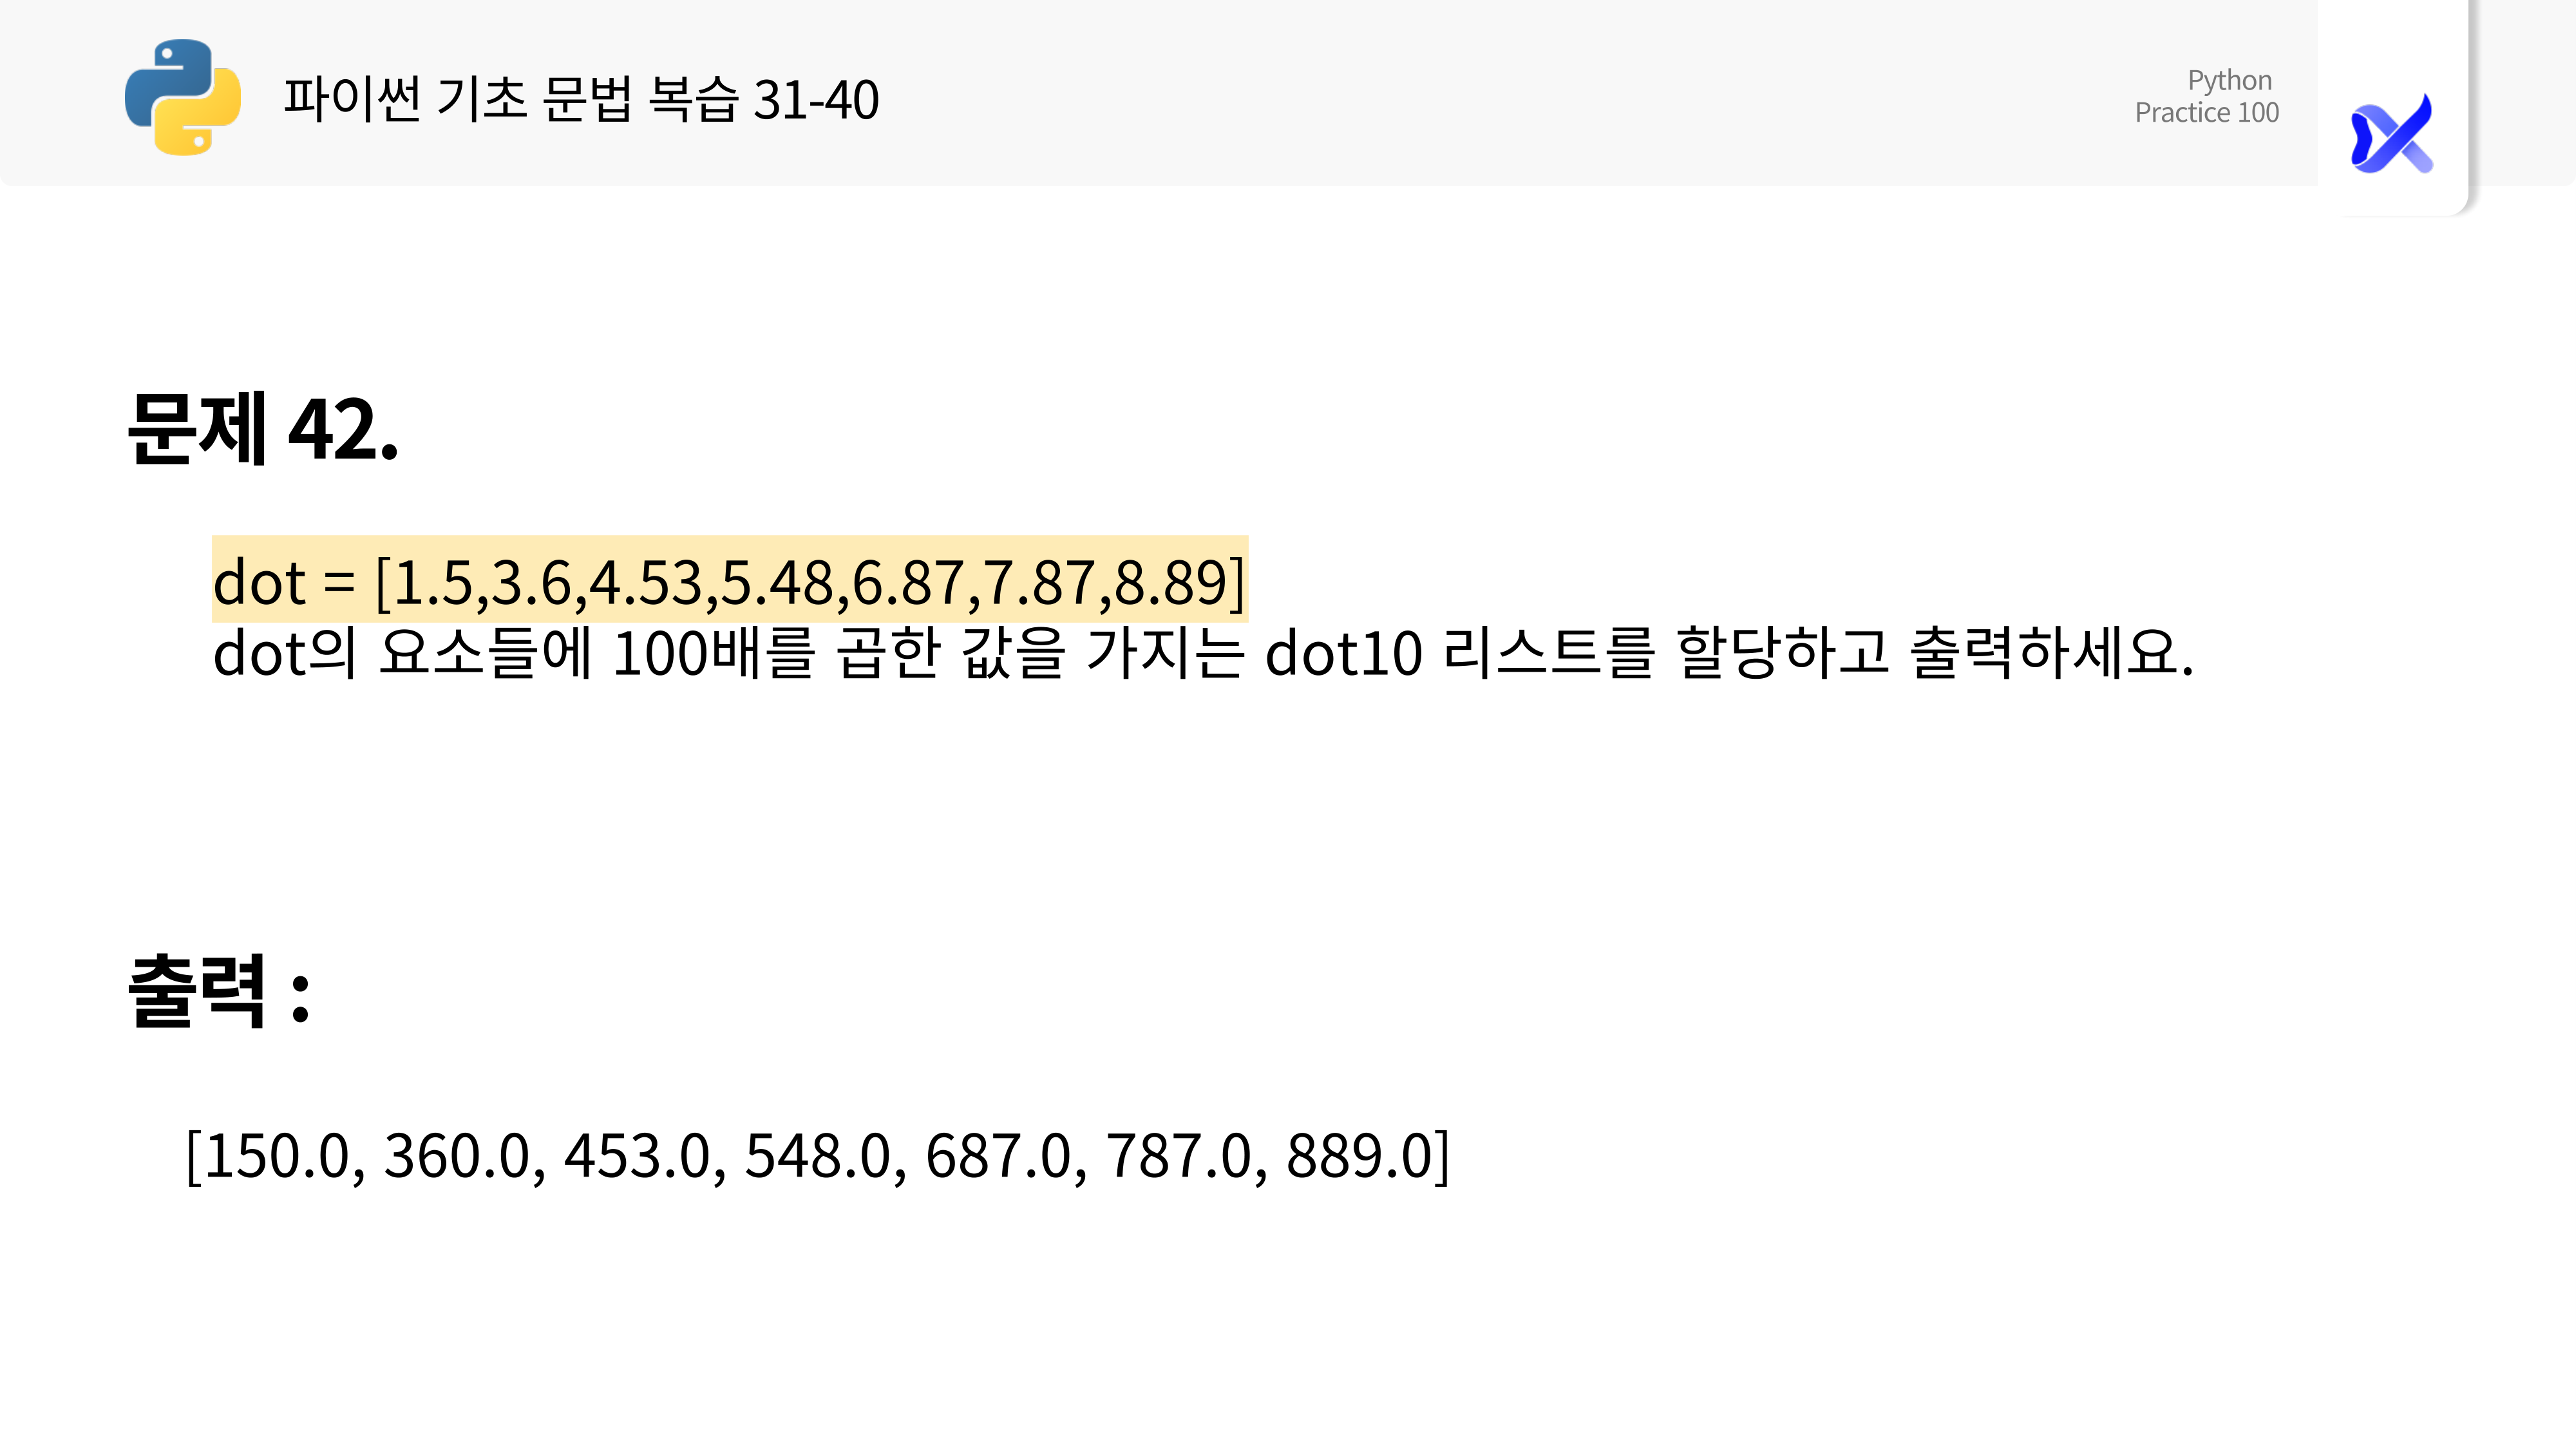 파이썬 기초 문법 복습 31-40
Python
Practice 100
문제 42.
dot = [1.5,3.6,4.53,5.48,6.87,7.87,8.89]
dot의 요소들에 100배를 곱한 값을 가지는 dot10 리스트를 할당하고 출력하세요.
출력 :
[150.0, 360.0, 453.0, 548.0, 687.0, 787.0, 889.0]